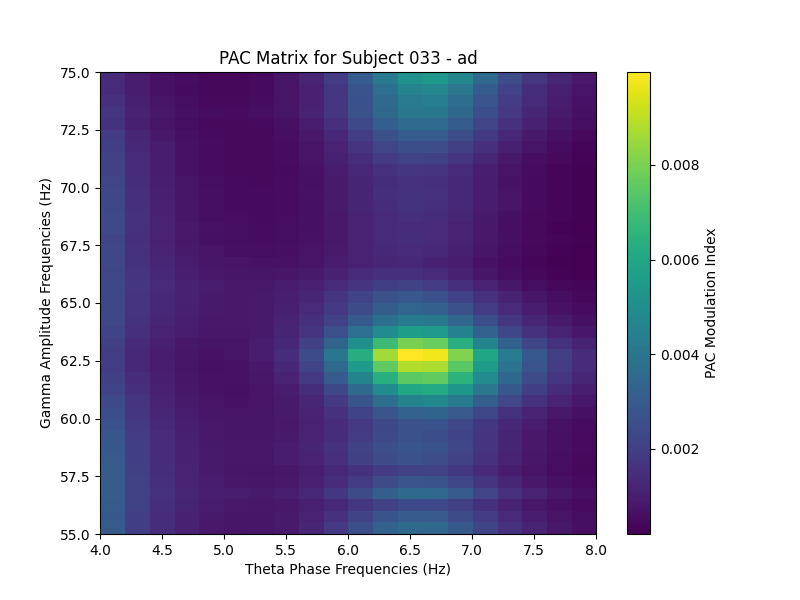 PAC Matrix for Subject 033 - ad
75.0
72.5
70.0
67.5
65.0
62.5
60.0
57.5
55.0
Gamma Amplitude Frequencies (Hz)
4.0 4.5 5.0 5.5 6.0 6.5 7.0 7.5 8.0
Theta Phase Frequencies (Hz)
0.008
0.006
0.004
0.002
PAC Modulation Index